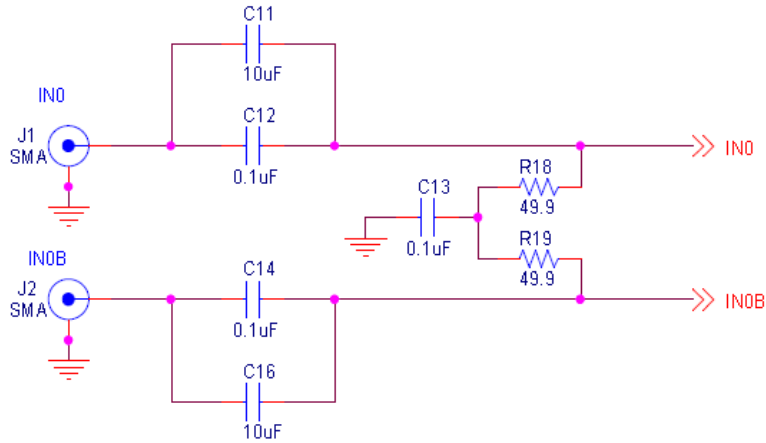 C11
10uF
IN0
J1
SMA
C12
0.1uF
IN0
R18
49.9
C13
0.1uF
R19
49.9
IN0B
J2
SMA
C14
0.1uF
IN0B
C16
10uF